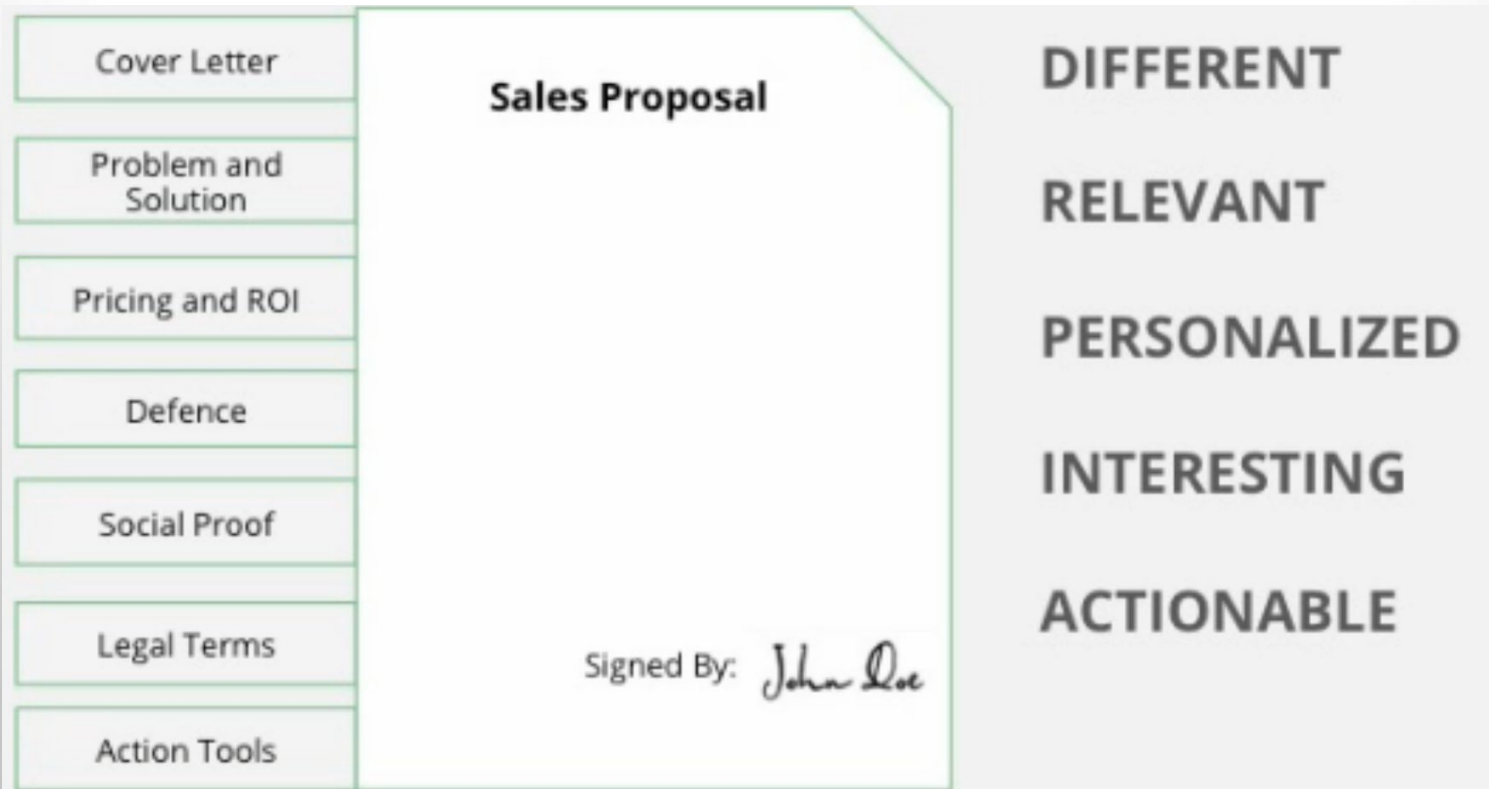 Cover Letter
Problem and
Solution
Pricing and ROI
Defence
Social Proof
Legal Terms
Action Tools
Sales Proposal
Signed By: John Doe
DIFFERENT
RELEVANT
PERSONALIZED
INTERESTING
ACTIONABLE